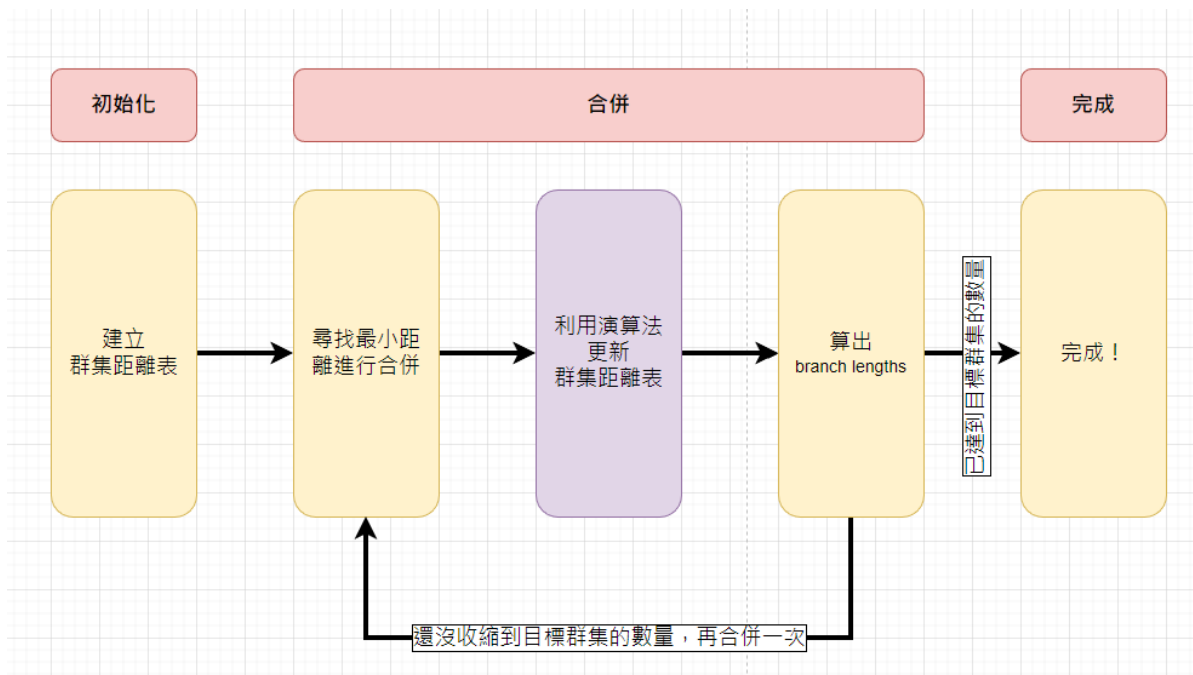 初始化
合併
完成
建立
群集距離表
尋找最小距
離進行合併
利用演算法
更新
群集距離表
算出
branch lengths
已達到目標群集的數量
完成！
還沒收縮到目標群集的數量，再合併一次